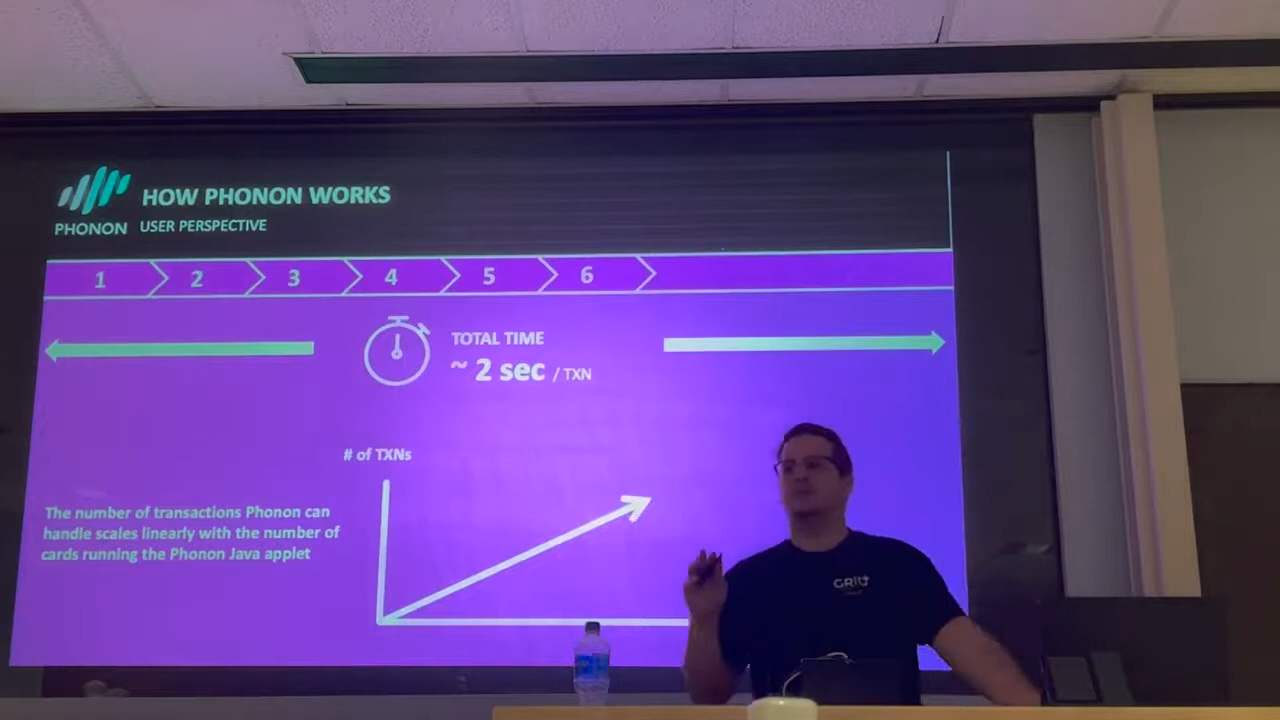 HOW PHONON WORKS
PHONON
USER PERSPECTIVE
1 2 3 4 5 6
TOTAL TIME
~ 2 sec / TXN
# of TXNs
The number of transactions Phonon can
handle scales linearly with the number of
cards running the Phonon Java applet